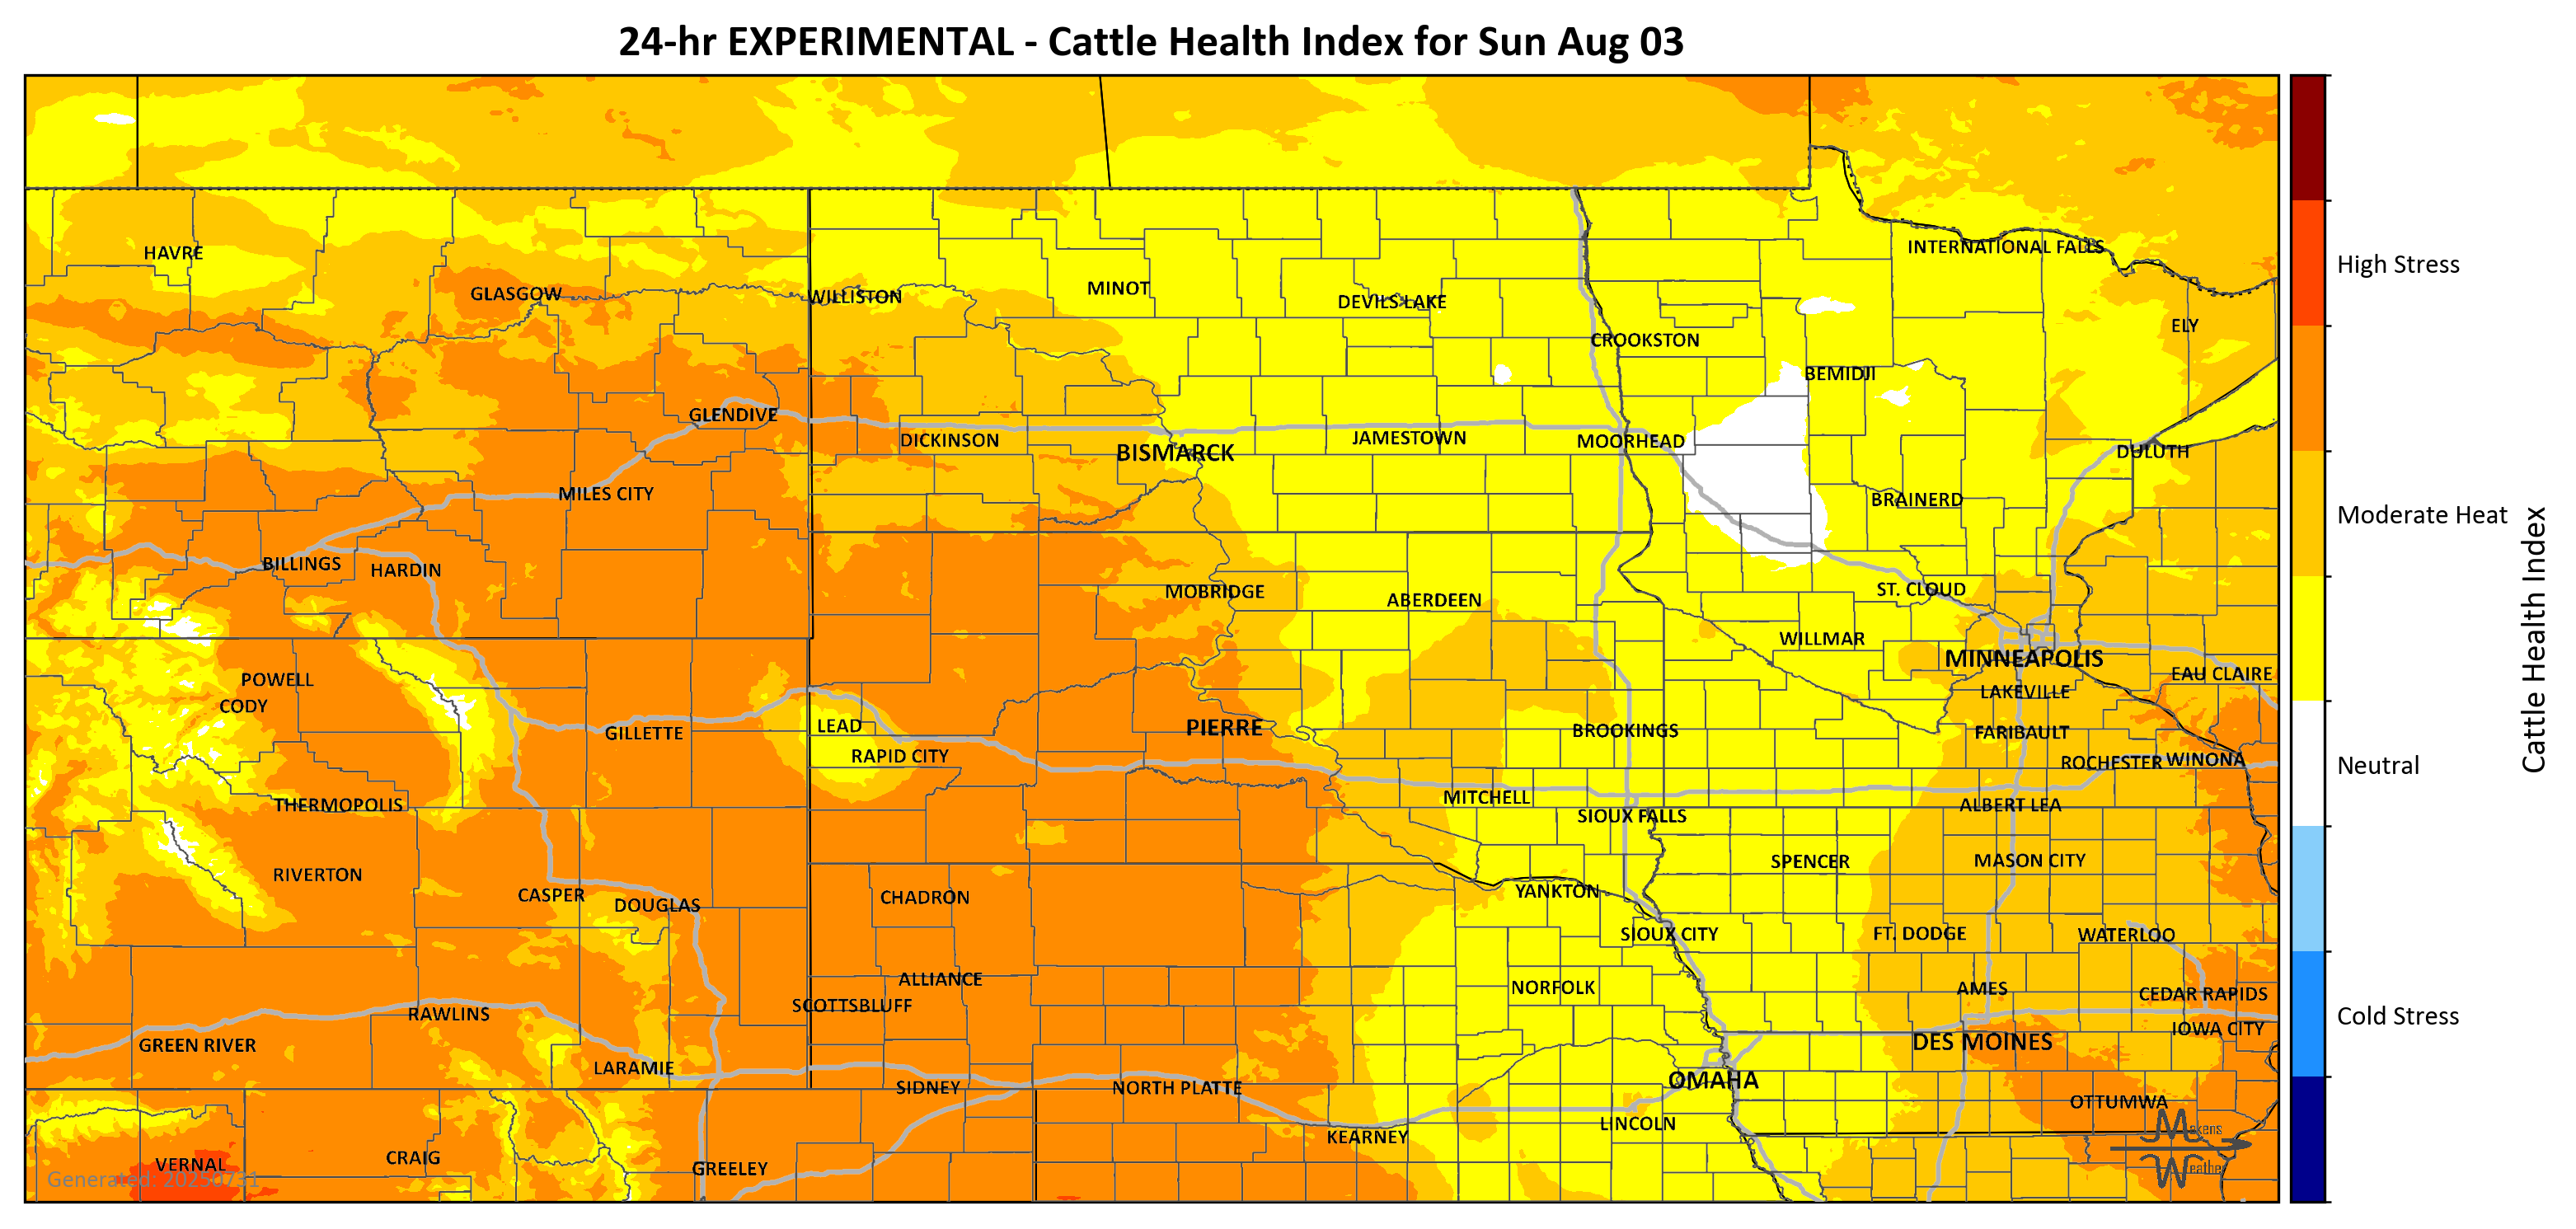 24-hr EXPERIMENTAL - Cattle Health Index for Sun Aug 03
HAVRE
INTERNATIONAL FALLS
GLASGOW
WILLISTON
MINOT
DEVILS LAKE
ELY
CROOKSTON
BEMIDJI
GLENDIVE
DICKINSON
BISMARCK
JAMESTOWN
MOORHEAD
DULUTH
MILES CITY
BRAINERD
BILLINGS
HARDIN
MOBRIDGE
ABERDEEN
ST. CLOUD
WILLMAR
MINNEAPOLIS
POWELL
EAU CLAIRE
CODY
LAKEVILLE
GILLETTE
LEAD
PIERRE
BROOKINGS
FARIBAULT
RAPID CITY
ROCHESTER
WINONA
THERMOPOLIS
MITCHELL
ALBERT LEA
SIOUX FALLS
RIVERTON
SPENCER
MASON CITY
CASPER
DOUGLAS
CHADRON
YANKTON
SIOUX CITY
FT. DODGE
WATERLOO
ALLIANCE
NORFOLK
AMES
CEDAR RAPIDS
SCOTTSBLUFF
RAWLINS
IOWA CITY
GREEN RIVER
DES MOINES
LARAMIE
SIDNEY
NORTH PLATTE
OMAHA
OTTUMWA
LINCOLN
KEARNEY
VERNAL
CRAIG
GREELEY
Generated: 20250731
Makens
Weather
High Stress
Moderate Heat
Neutral
Cold Stress
Cattle Health Index